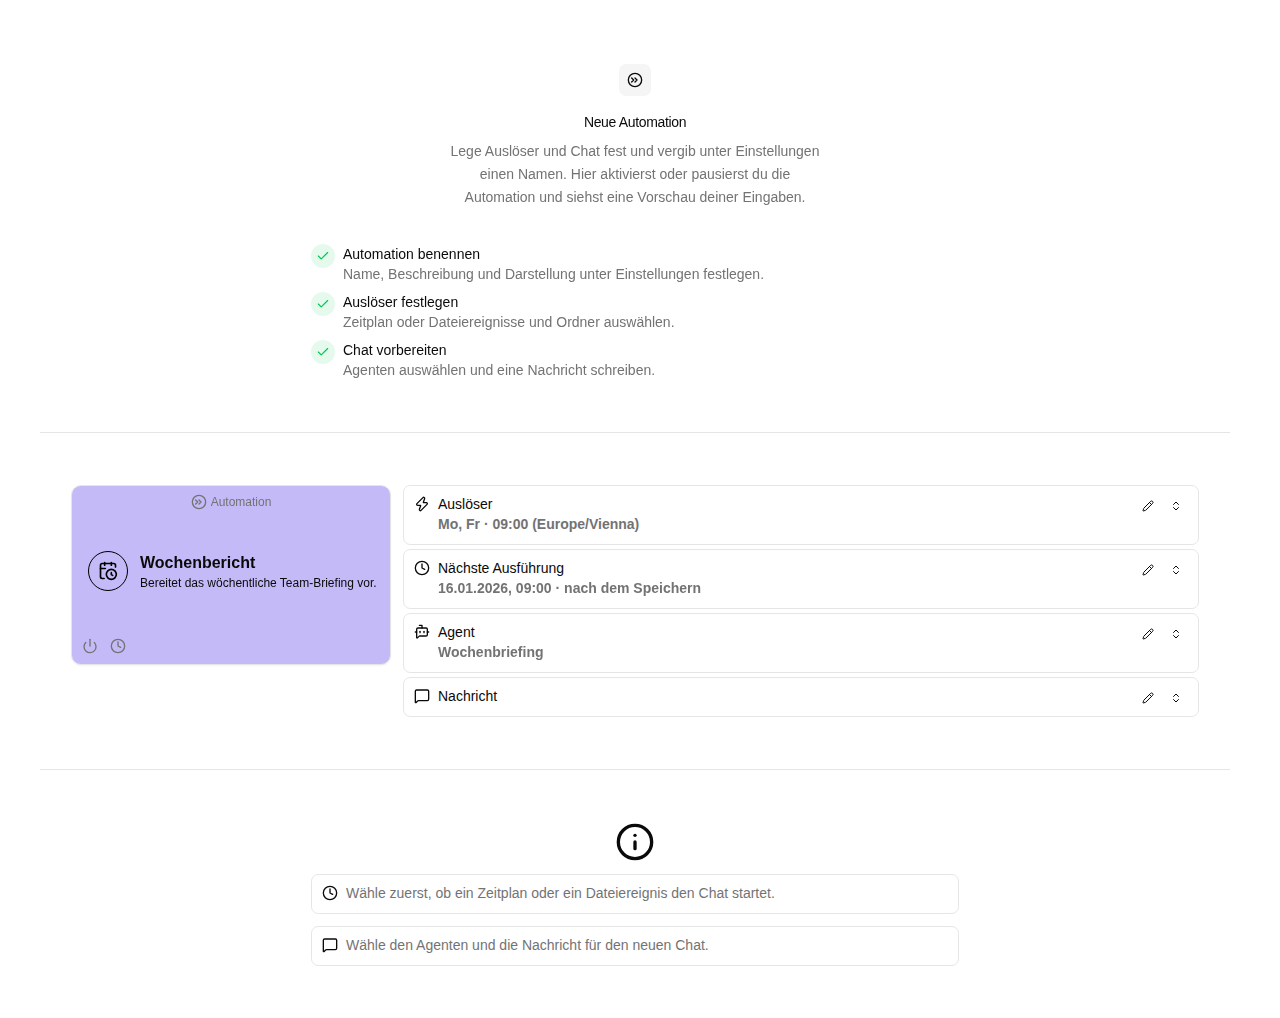 Neue Automation
Lege Auslöser und Chat fest und vergib unter Einstellungen
einen Namen. Hier aktivierst oder pausierst du die
Automation und siehst eine Vorschau deiner Eingaben.
Automation benennen
Name, Beschreibung und Darstellung unter Einstellungen festlegen.
Auslöser festlegen
Zeitplan oder Dateiereignisse und Ordner auswählen.
Chat vorbereiten
Agenten auswählen und eine Nachricht schreiben.
Automation
Wochenbericht
Bereitet das wöchentliche Team-Briefing vor.
Auslöser
Mo, Fr · 09:00 (Europe/Vienna)
Nächste Ausführung
16.01.2026, 09:00 · nach dem Speichern
Agent
Wochenbriefing
Nachricht
Wähle zuerst, ob ein Zeitplan oder ein Dateiereignis den Chat startet.
Wähle den Agenten und die Nachricht für den neuen Chat.